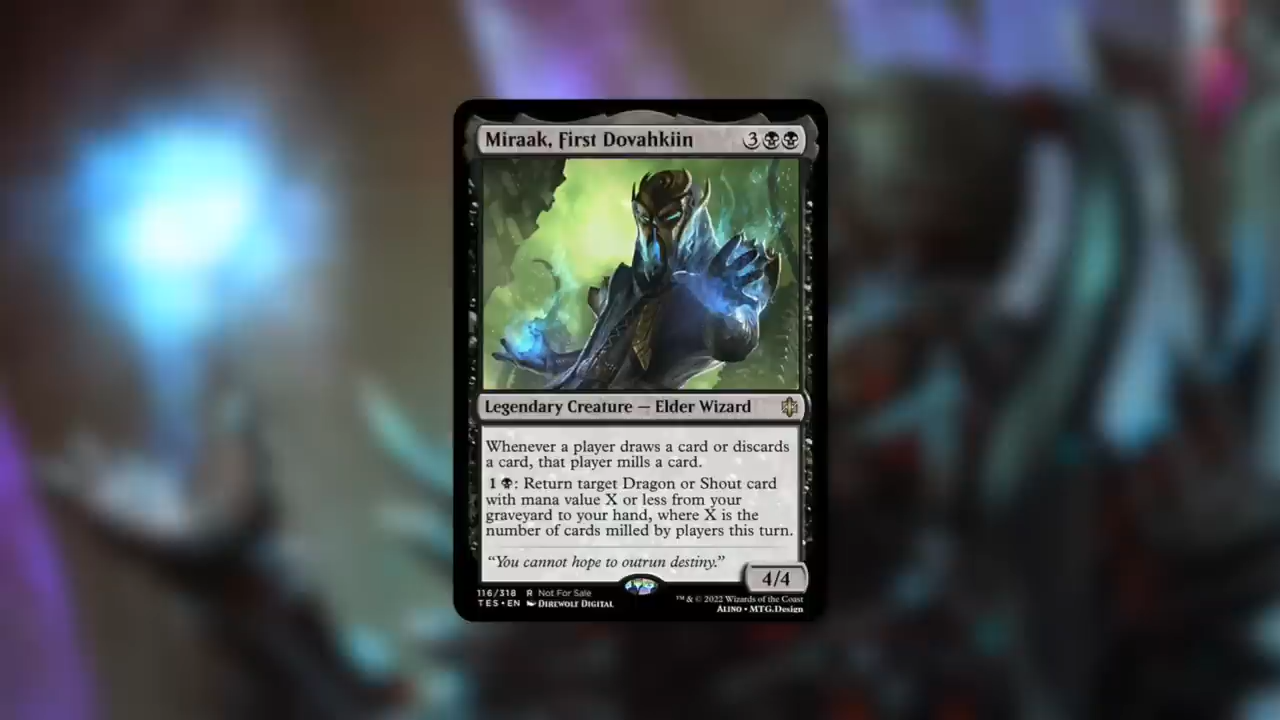 Miraak, First Dovahkiin 3
Legendary Creature — Elder Wizard
Whenever a player draws a card or discards
a card, that player mills a card.
1 : Return target Dragon or Shout card
with mana value X or less from your
graveyard to your hand, where X is the
number of cards milled by players this turn.
“You cannot hope to outrun destiny.”
4/4
116/318 R Not For Sale
TES • EN DIREWOLF DIGITAL
™ & © 2022 Wizards of the Coast
ALINO • MTG.DESIGN